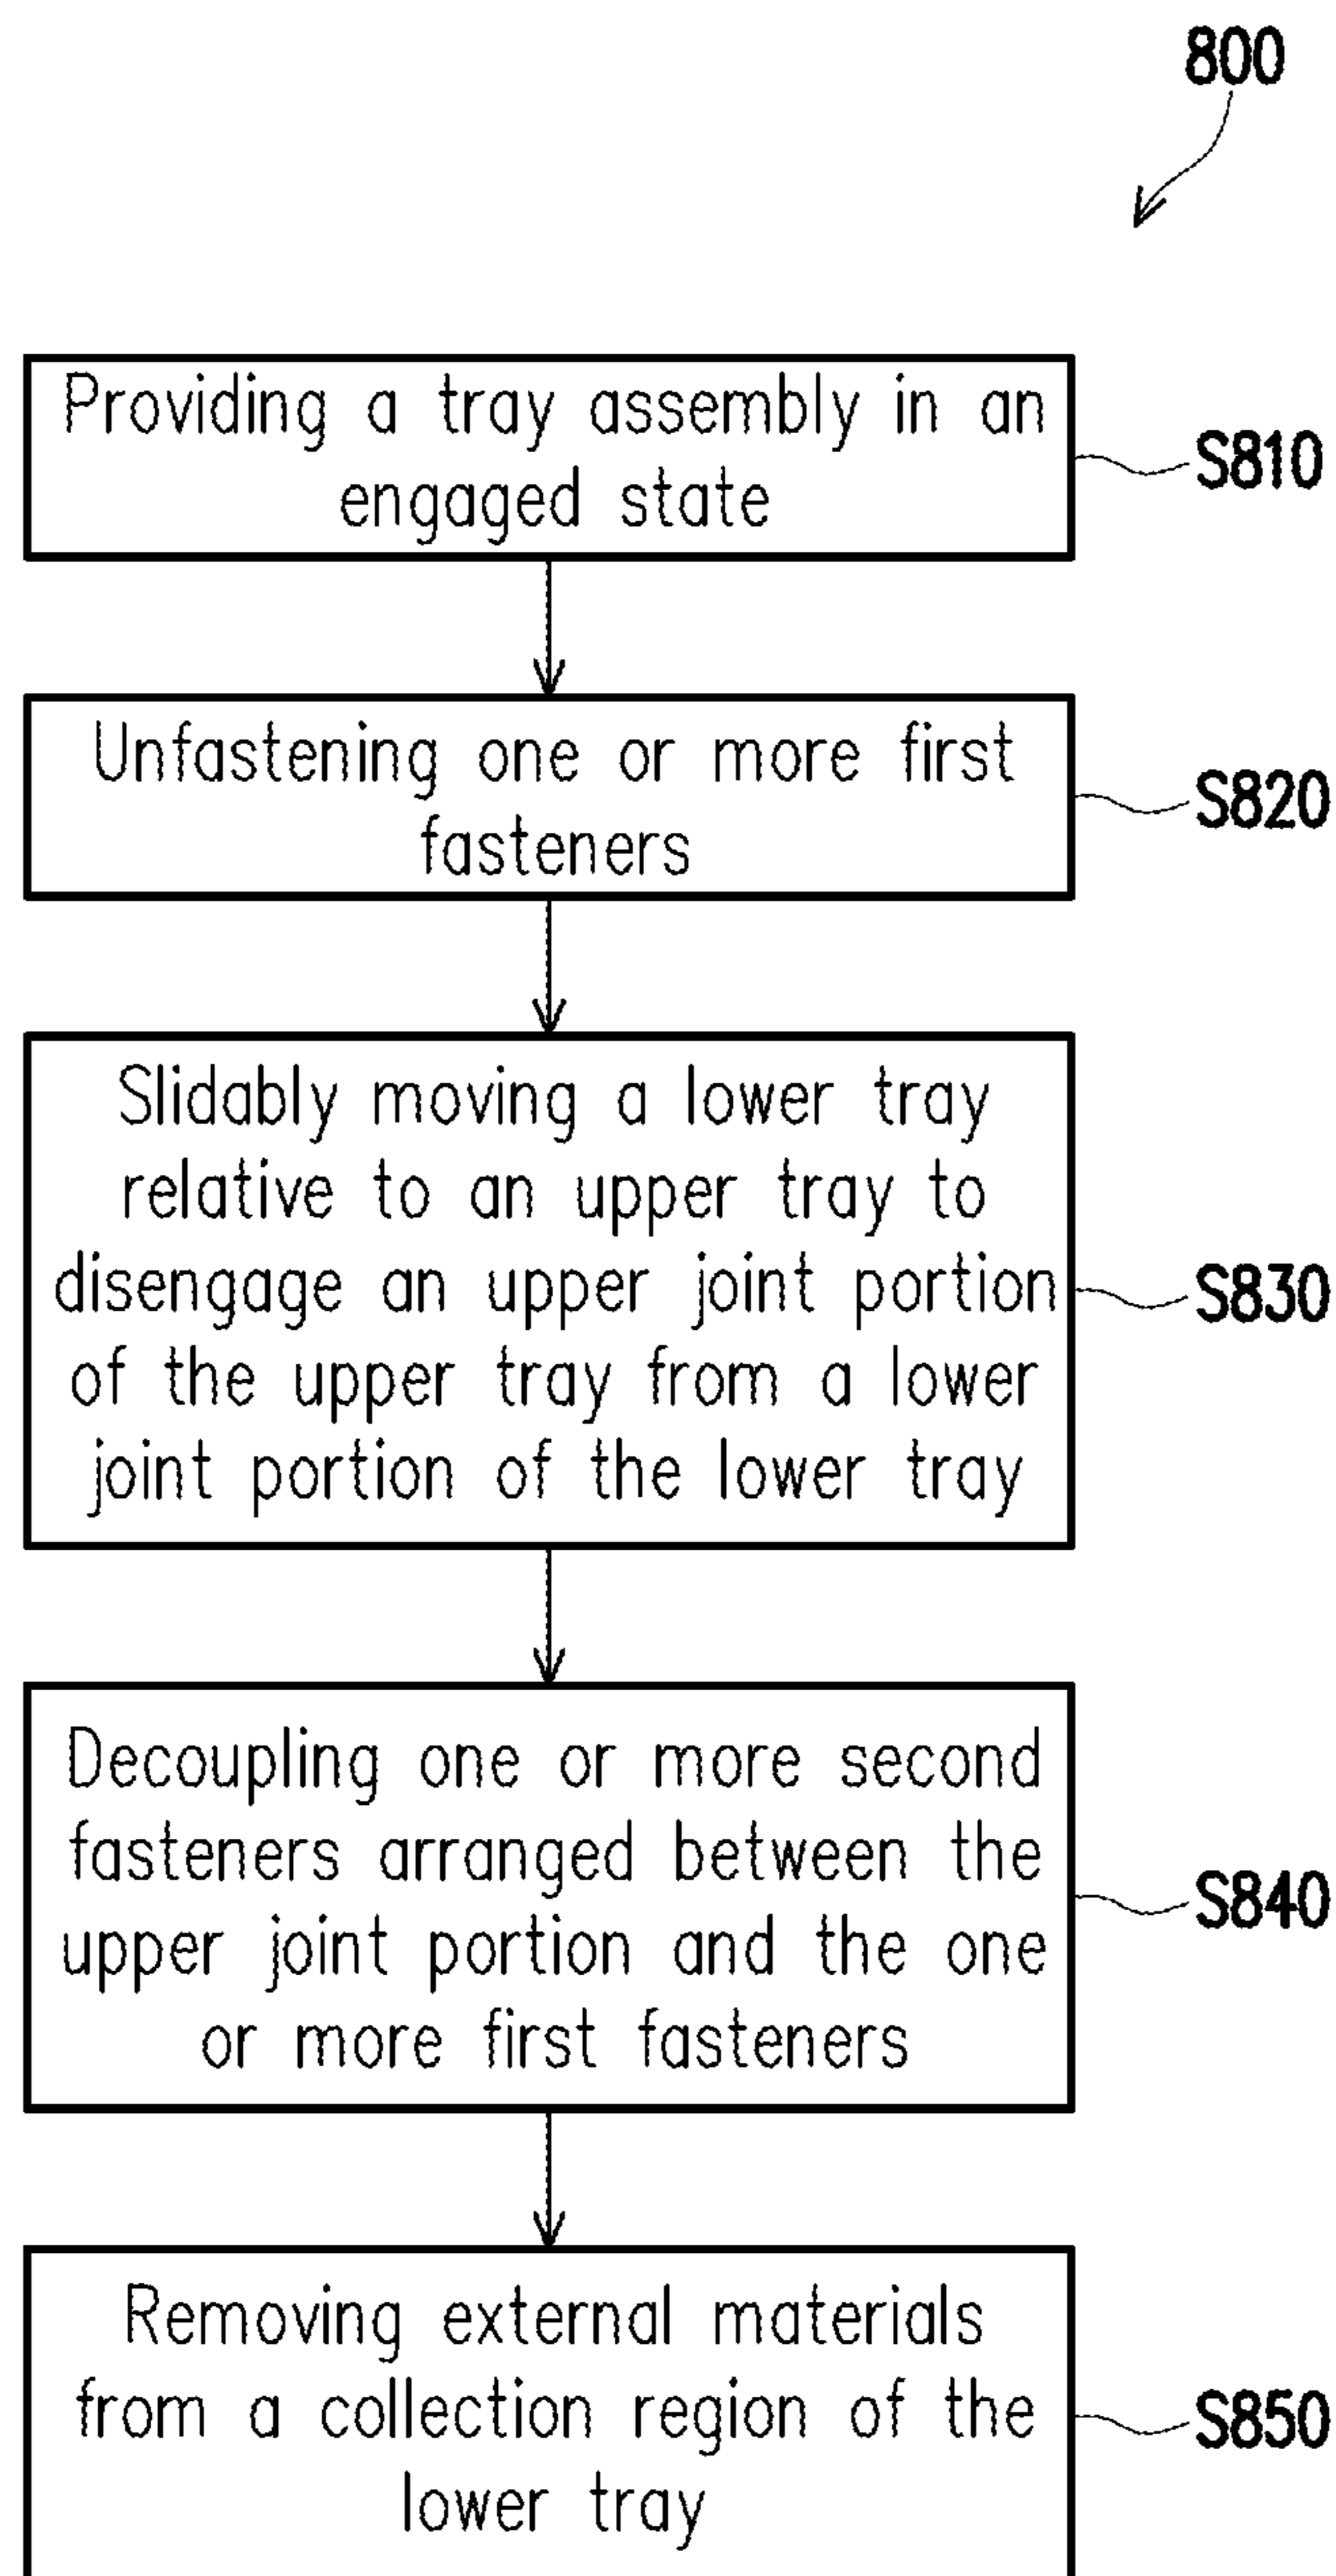 800
Providing a tray assembly in an
engaged state
S810
Unfastening one or more first
fasteners
S820
Slidably moving a lower tray
relative to an upper tray to
disengage an upper joint portion
of the upper tray from a lower
joint portion of the lower tray
S830
Decoupling one or more second
fasteners arranged between the
upper joint portion and the one
or more first fasteners
S840
Removing external materials
from a collection region of the
lower tray
S850